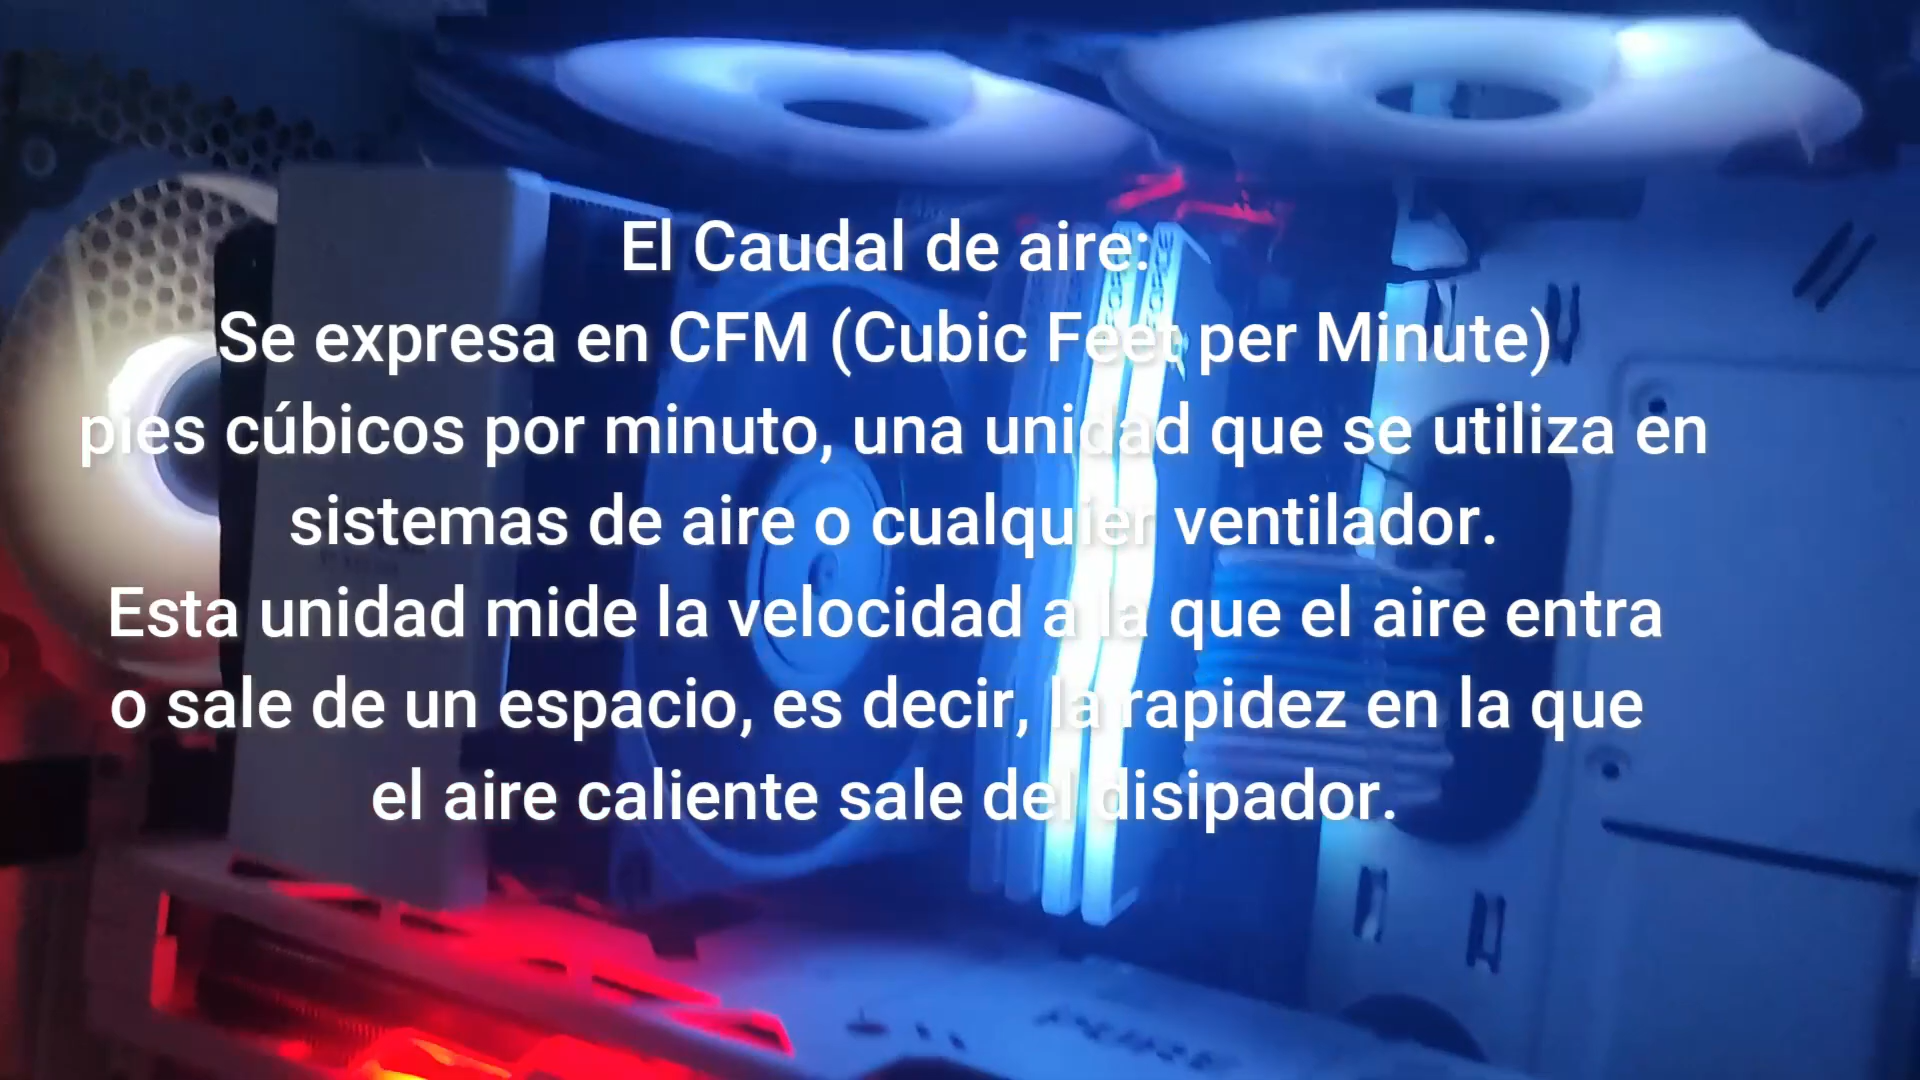 El Caudal de aire:
Se expresa en CFM (Cubic Feet per Minute)
pies cúbicos por minuto, una unidad que se utiliza en
sistemas de aire o cualquier ventilador.
Esta unidad mide la velocidad a la que el aire entra
o sale de un espacio, es decir, la rapidez en la que
el aire caliente sale del disipador.